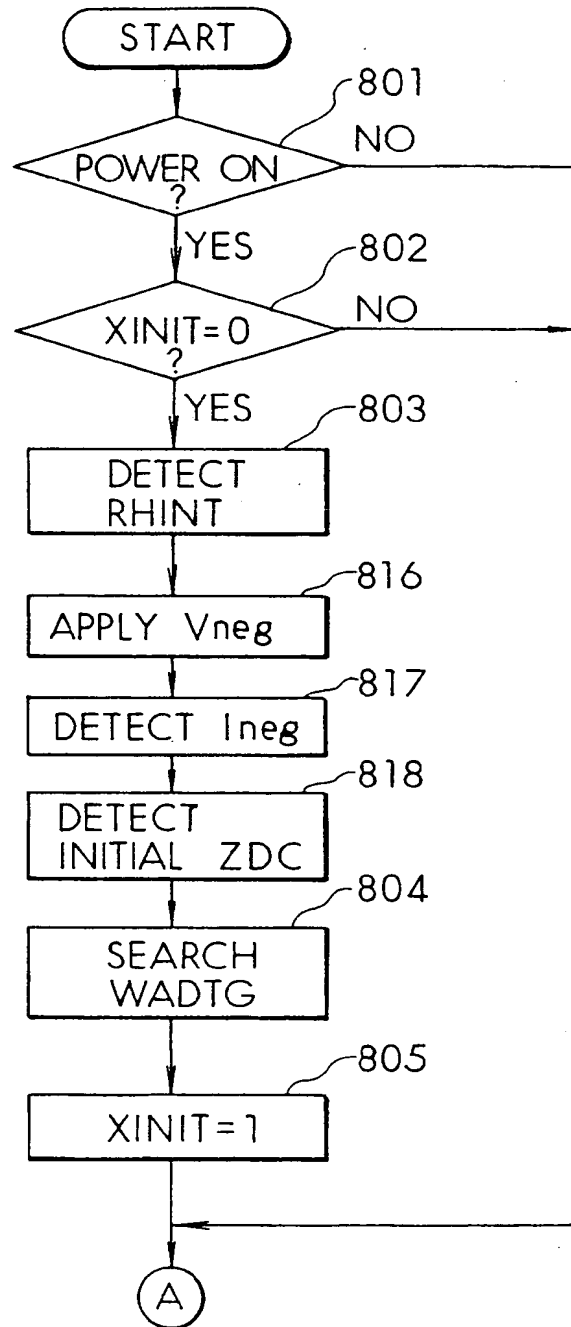 START
801
POWER ON
?
NO
YES
802
XINIT=0
?
NO
YES
803
DETECT
RHINT
816
APPLY Vneg
817
DETECT Ineg
818
DETECT
INITIAL ZDC
804
SEARCH
WADTG
805
XINIT=1
A